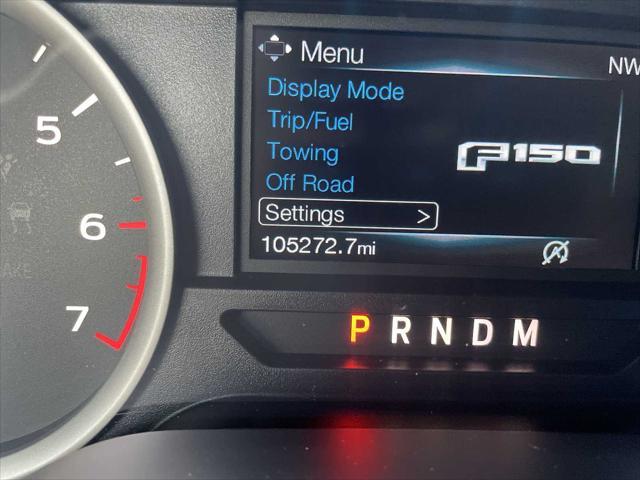 Menu
NW
Display Mode
Trip/Fuel
Towing
F150
Off Road
Settings >
105272.7mi
5
6
7
P R N D M